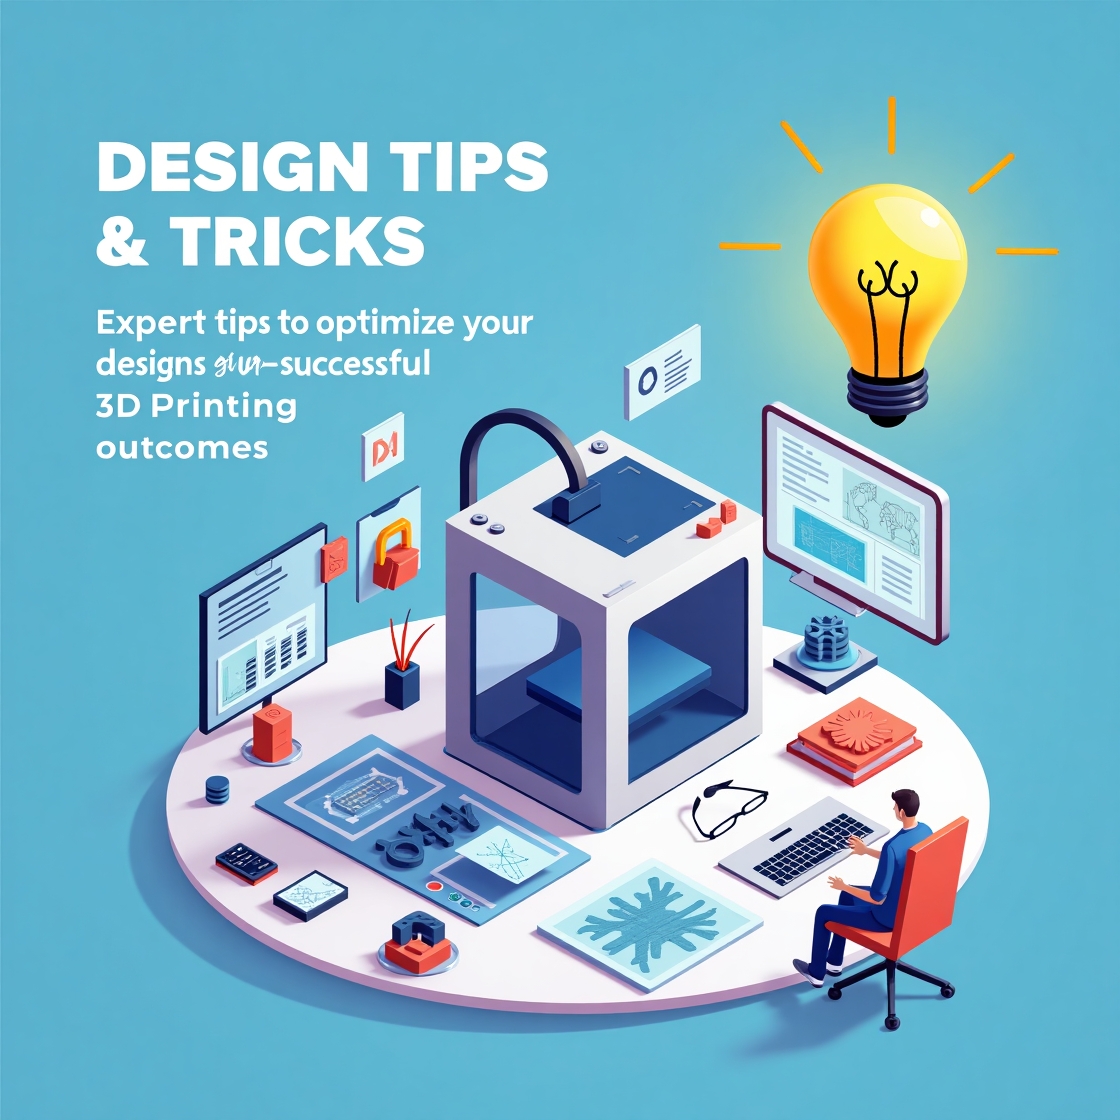 DESIGN TIPS
& TRICKS
Expert tips to optimize your
designs -successful
3D Printing
outcomes